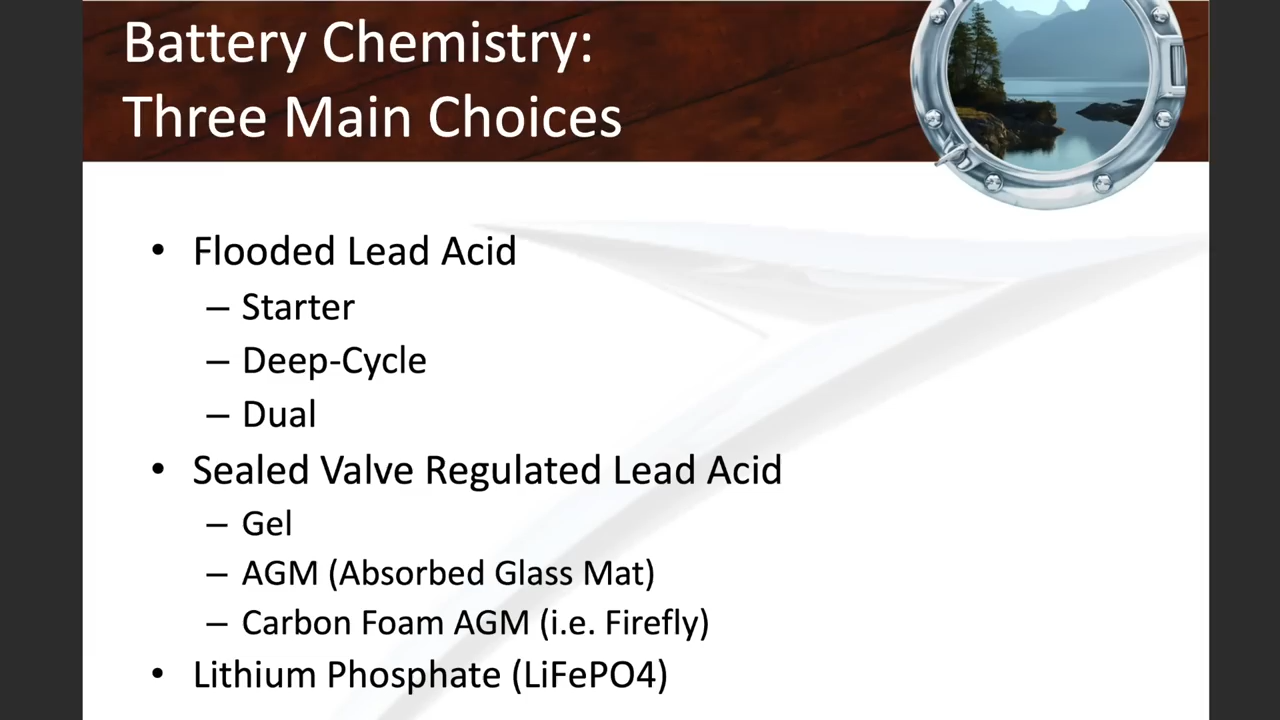 Battery Chemistry:
Three Main Choices
• Flooded Lead Acid
– Starter
– Deep-Cycle
– Dual
• Sealed Valve Regulated Lead Acid
– Gel
– AGM (Absorbed Glass Mat)
– Carbon Foam AGM (i.e. Firefly)
• Lithium Phosphate (LiFePO4)